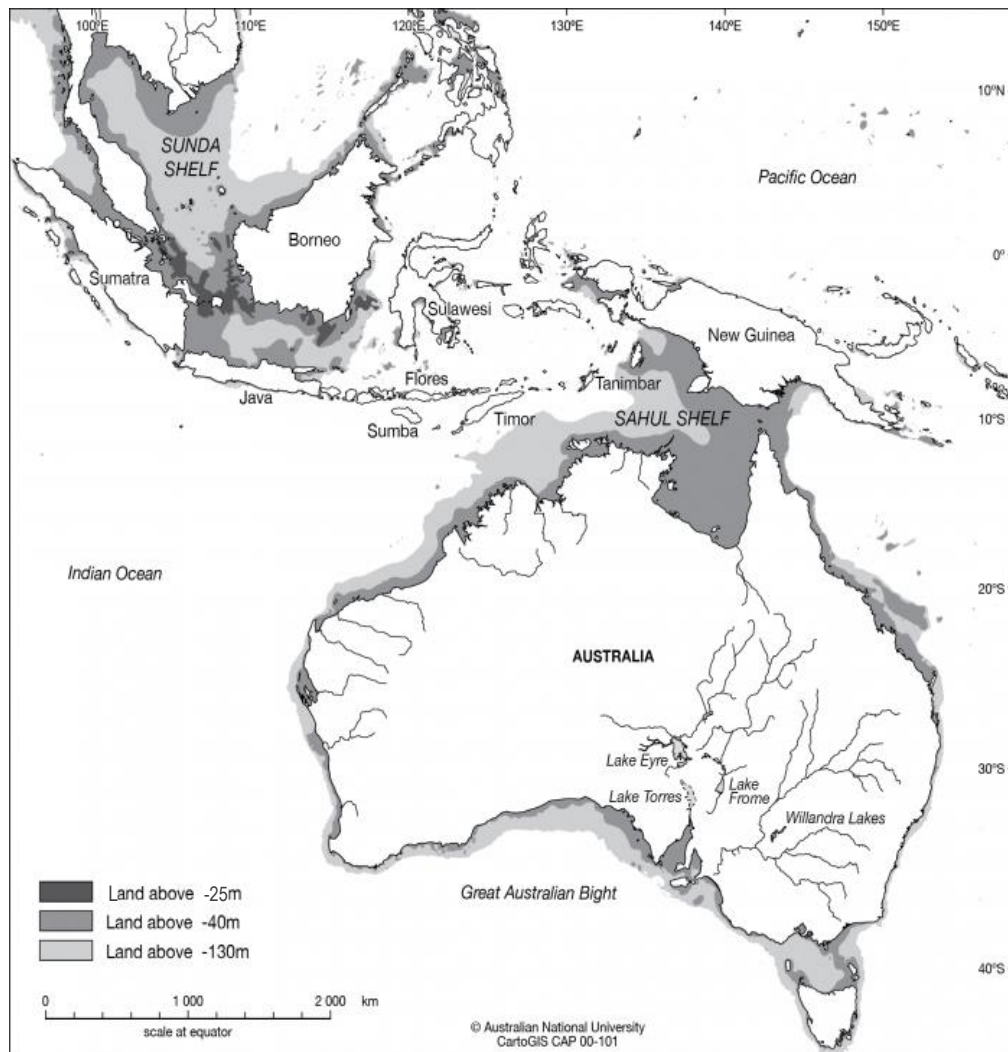 100°E
110°E
120°E
130°E
140°E
150°E
10°N
SUNDA
SHELF
Pacific Ocean
Borneo
0°
Sumatra
Sulawesi
New Guinea
Flores
Tanimbar
Java
Timor
SAHUL SHELF
Sumba
10°S
Indian Ocean
20°S
AUSTRALIA
Lake Eyre
30°S
Lake
Frome
Lake Torres
Willandra Lakes
Land above -25m
Great Australian Bight
Land above -40m
Land above -130m
40°S
0 1 000 2 000 km
scale at equator
© Australian National University
CartoGIS CAP 00-101